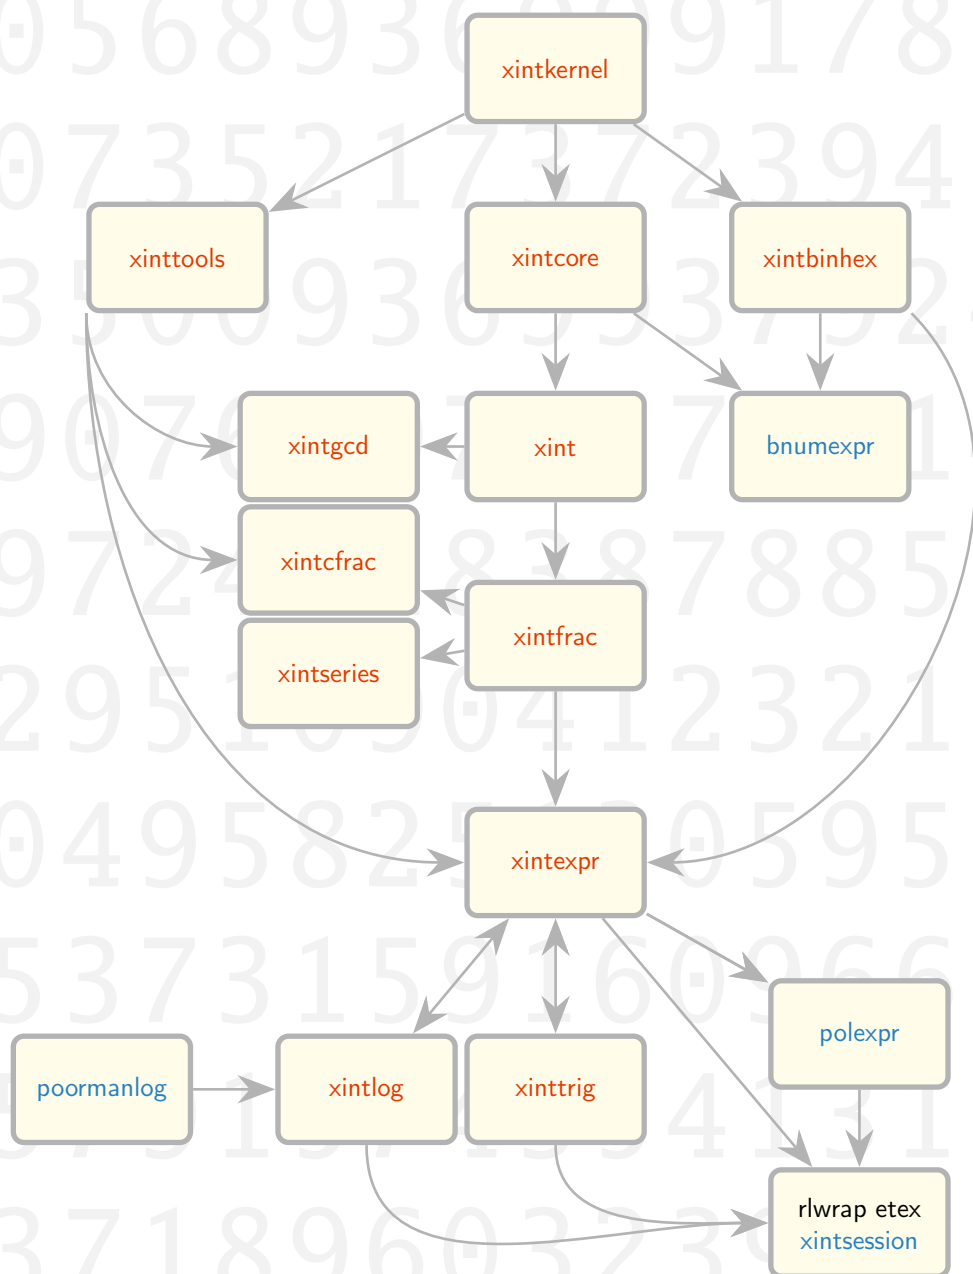 xintkernel
xinttools
xintcore
xintbinhex
xintgcd
xint
bnumexpr
xintcfrac
xintfrac
xintseries
xintexpr
polexpr
poormanlog
xintlog
xinttrig
rlwrap etex
xintsession